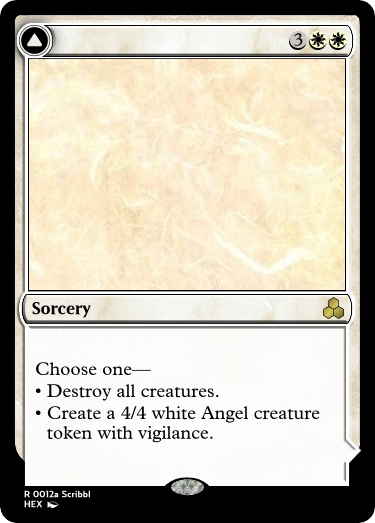 3
Sorcery
Choose one—
• Destroy all creatures.
• Create a 4/4 white Angel creature
token with vigilance.
R 0012a Scribbl
HEX